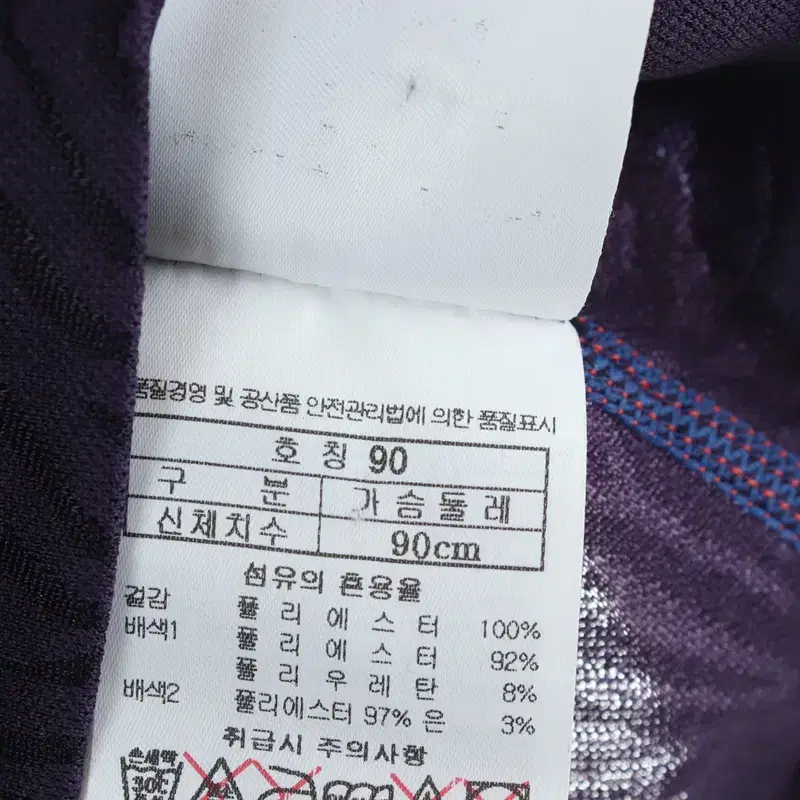 품질경영 및 공산품 안전관리법에 의한 품질표시
호 칭 90
구 분 가슴둘레
신체치수 90cm
섬유의 혼용율
겉감 폴 리 에 스 터 100%
배색1 폴 리 에 스 터 92%
폴 리 우 레 탄 8%
배색2 폴리에스터 97% 은 3%
취급시 주의사항
손세탁
30℃